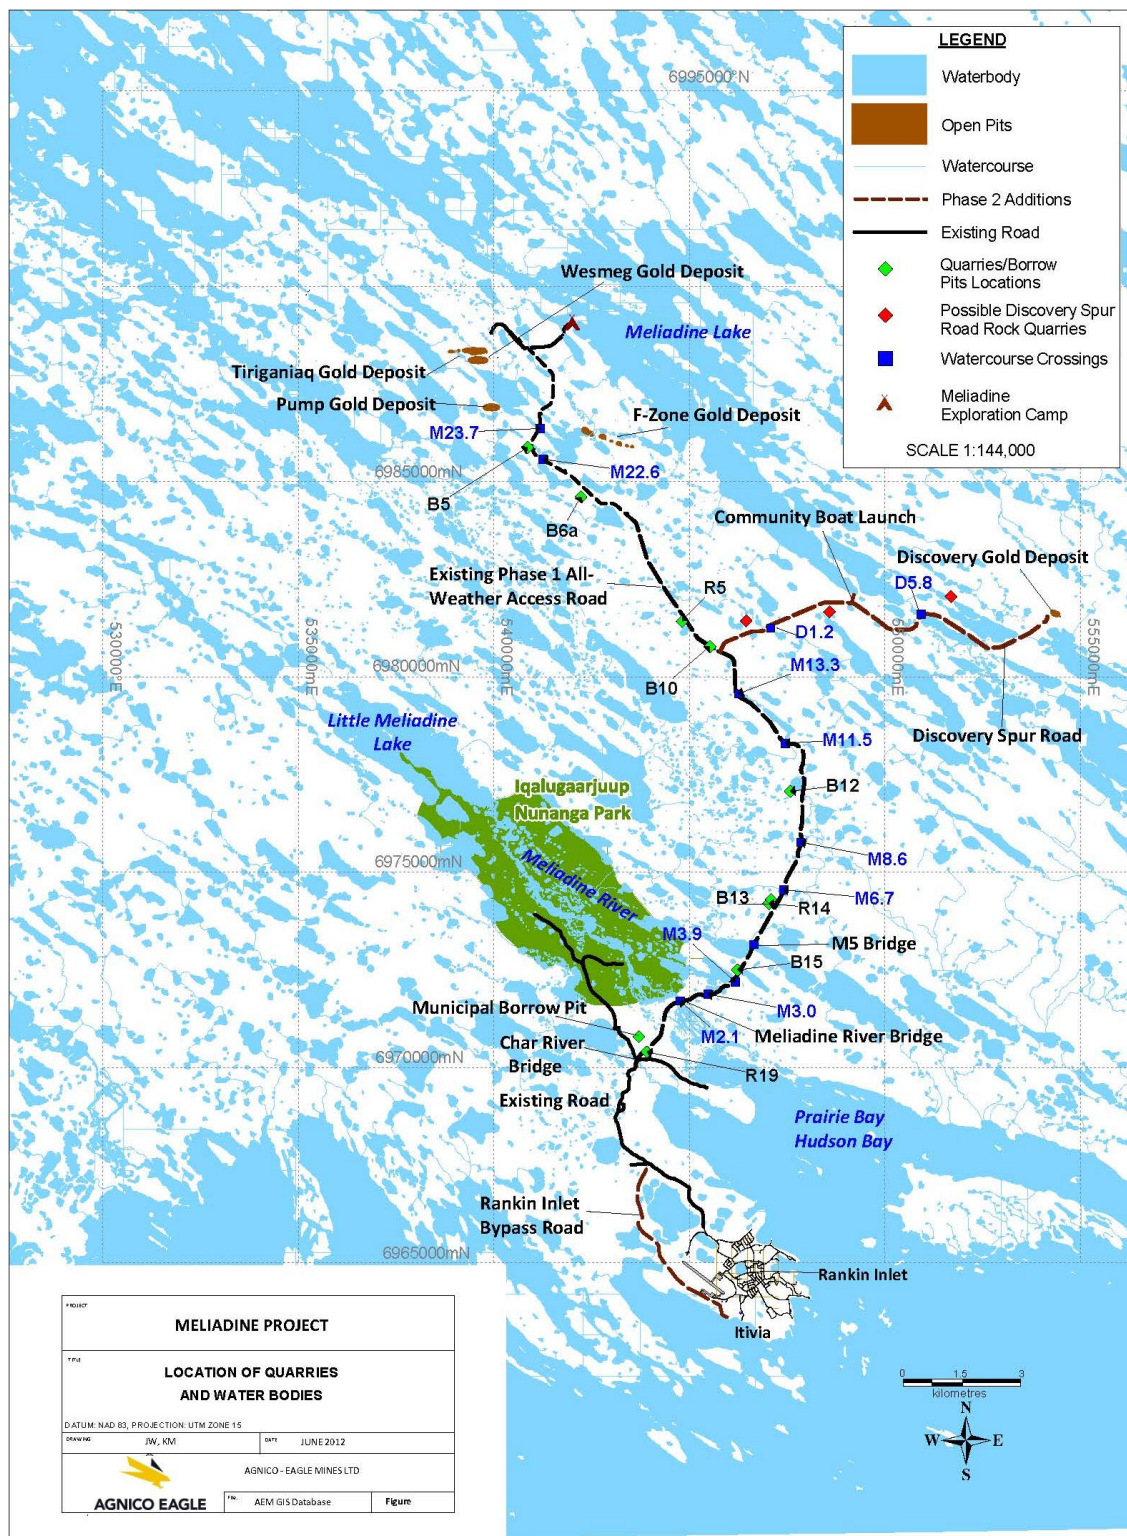 LEGEND
Waterbody
Open Pits
Watercourse
Phase 2 Additions
Existing Road
Quarries/Borrow
Pits Locations
Possible Discovery Spur
Road Rock Quarries
Watercourse Crossings
Meliadine
Exploration Camp
SCALE 1:144,000
6995000°N
Wesmeg Gold Deposit
Meliadine Lake
Tiriganiaq Gold Deposit
Pump Gold Deposit
F-Zone Gold Deposit
M23.7
6985000mN
M22.6
B5
B6a
Community Boat Launch
Discovery Gold Deposit
Existing Phase 1 All-
Weather Access Road
R5
D5.8
D1.2
530000°E
535000mE
540000mE
550000mE
555000mE
6980000mN
M13.3
B10
Little Meliadine
Lake
M11.5
Discovery Spur Road
Iqalugaarjuup
Nunanga Park
B12
Meliadine River
6975000mN
M8.6
B13
R14
M6.7
M3.9
M5 Bridge
B15
Municipal Borrow Pit
M3.0
M2.1
Meliadine River Bridge
Char River
Bridge
6970000mN
R19
Existing Road
Prairie Bay
Hudson Bay
Rankin Inlet
Bypass Road
6965000mN
Rankin Inlet
Itivia
PROJECT
MELIADINE PROJECT
TITLE
LOCATION OF QUARRIES
AND WATER BODIES
DATUM: NAD 83, PROJECTION: UTM ZONE 15
DRAWING
JW, KM
DATE
JUNE 2012
AGNICO - EAGLE MINES LTD
AGNICO EAGLE
FILE.
AEM GIS Database
Figure
0 1.5 3
kilometres
N
W E
S